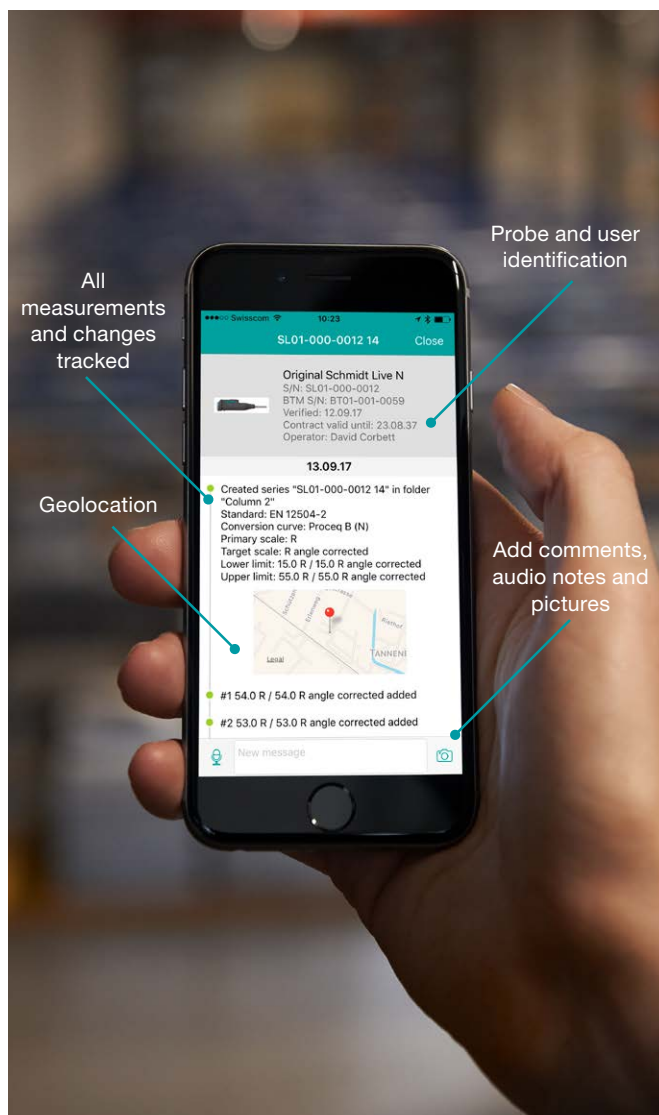 Probe and user
identification
All
measurements
and changes
tracked
Geolocation
Add comments,
audio notes and
pictures
Swisscom 10:23
SL01-000-0012 14 Close
Original Schmidt Live N
S/N: SL01-000-0012
BTM S/N: BT01-001-0059
Verified: 12.09.17
Contract valid until: 23.08.37
Operator: David Corbett
13.09.17
Created series "SL01-000-0012 14" in folder
"Column 2"
Standard: EN 12504-2
Conversion curve: Proceq B (N)
Primary scale: R
Target scale: R angle corrected
Lower limit: 15.0 R / 15.0 R angle corrected
Upper limit: 55.0 R / 55.0 R angle corrected
Erlenweg
Legal
#1 54.0 R / 54.0 R angle corrected added
#2 53.0 R / 53.0 R angle corrected added
New message